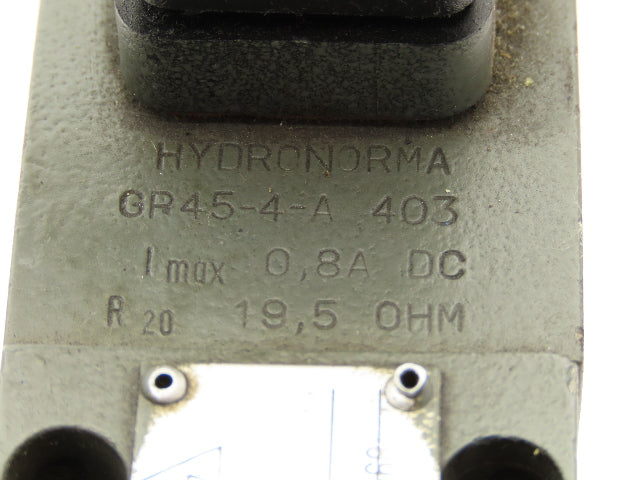 HYDRONORMA
GR45-4-A 403
Imax 0,8A DC
R20 19,5 OHM